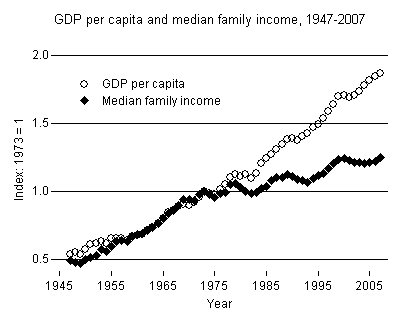 GDP per capita and median family income, 1947-2007
2.0
GDP per capita
Median family income
1.5
Index: 1973 = 1
1.0
0.5
1945 1955 1965 1975 1985 1995 2005
Year